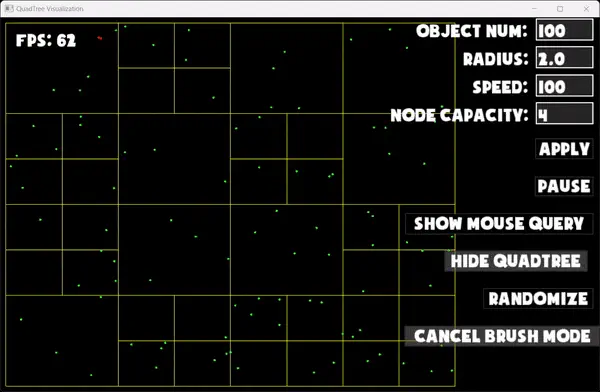 QuadTree Visualization
FPS: 62
OBJECT NUM: 100
RADIUS: 2.0
SPEED: 100
NODE CAPACITY: 4
APPLY
PAUSE
SHOW MOUSE QUERY
HIDE QUADTREE
RANDOMIZE
CANCEL BRUSH MODE